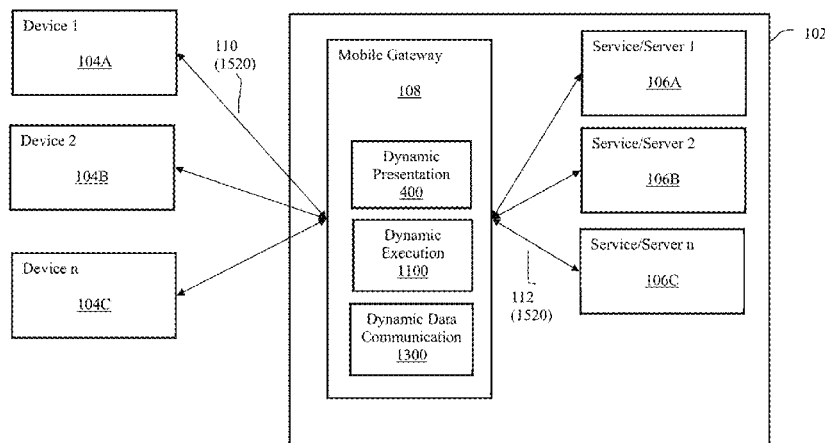 Device 1
104A
Device 2
104B
Device n
104C
110
(1520)
Mobile Gateway
108
Dynamic
Presentation
400
Dynamic
Execution
1100
Dynamic Data
Communication
1300
112
(1520)
Service/Server 1
106A
Service/Server 2
106B
Service/Server n
106C
102